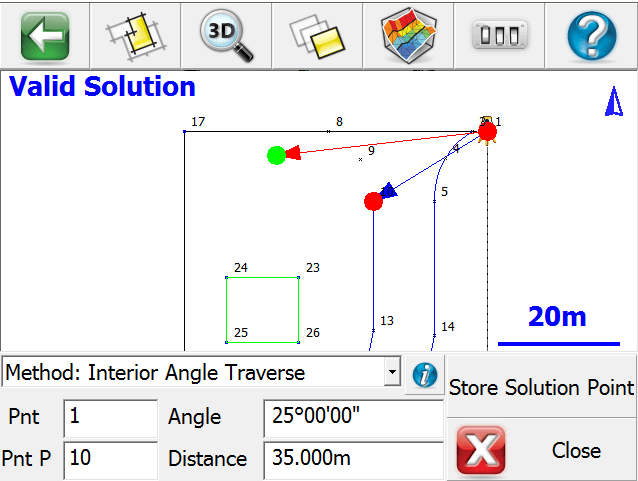 3D
Valid Solution
17
8
1
9
4
5
24
23
25
26
13
14
20m
Method: Interior Angle Traverse
i
Store Solution Point
Pnt
1
Angle
25°00'00"
Pnt P
10
Distance
35.000m
Close